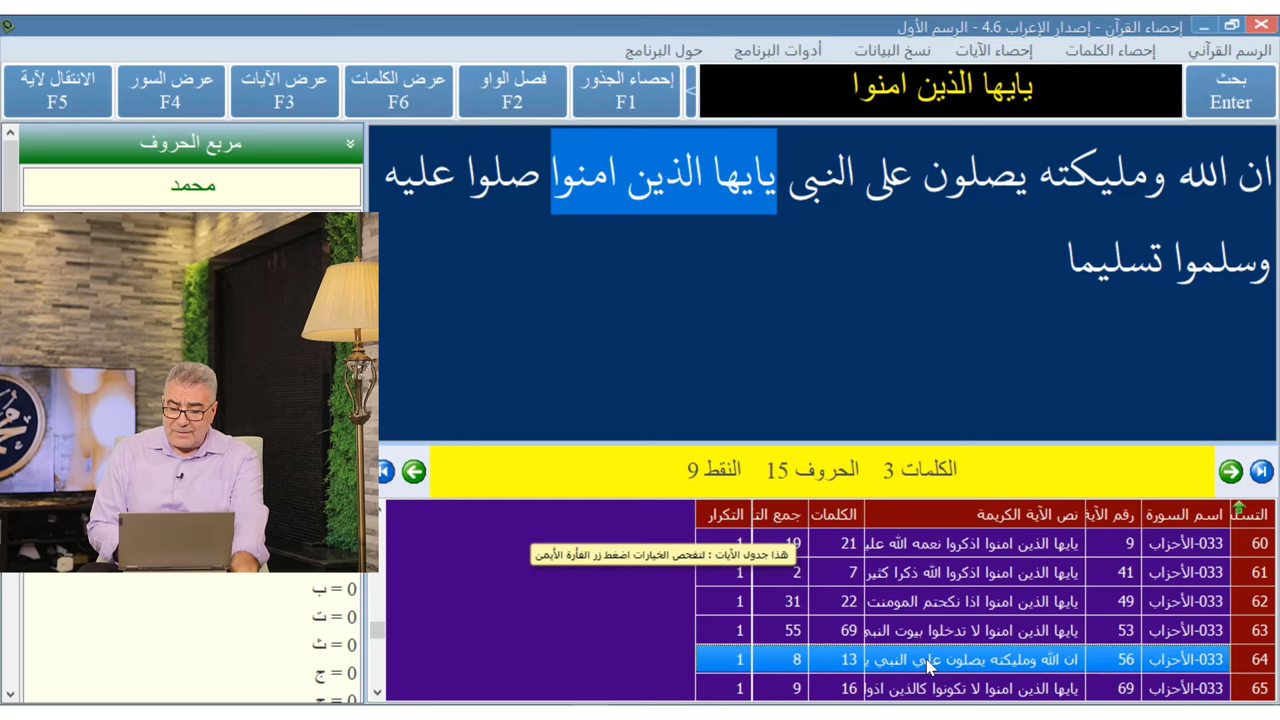 إحصاء القرآن - إصدار الإعراب 4.6 - الرسم الأول
الرسم القرآني إحصاء الكلمات إحصاء الآيات نسخ البيانات أدوات البرنامج حول البرنامج
بحث
Enter
يايها الذين امنوا
>
إحصاء الجذور
F1
فصل الواو
F2
عرض الكلمات
F6
عرض الآيات
F3
عرض السور
F4
الانتقال لآية
F5
ان الله ومليكته يصلون على النبى يايها الذين امنوا صلوا عليه
وسلموا تسليما
مربع الحروف
محمد
الكلمات 3 الحروف 15 النقط 9
اسم السورة رقم الآية نص الآية الكريمة الكلمات جمع التكرار
60 033-الأحزاب 9 يايها الذين امنوا اذكروا نعمه الله علي 21 19 1
هذا جدول الآيات : لتفحص الخيارات اضغط زر الفأرة الأيمن
61 033-الأحزاب 41 يايها الذين امنوا اذكروا الله ذكرا كثير 7 2 1
62 033-الأحزاب 49 يايها الذين امنوا اذا نكحتم المومنت 22 31 1
63 033-الأحزاب 53 يايها الذين امنوا لا تدخلوا بيوت النبي 69 55 1
64 033-الأحزاب 56 ان الله ومليكته يصلون علي النبي ي 13 8 1
65 033-الأحزاب 69 يايها الذين امنوا لا تكونوا كالذين اذوا 16 9 1
ب = 0
ت = 0
ث = 0
ج = 0